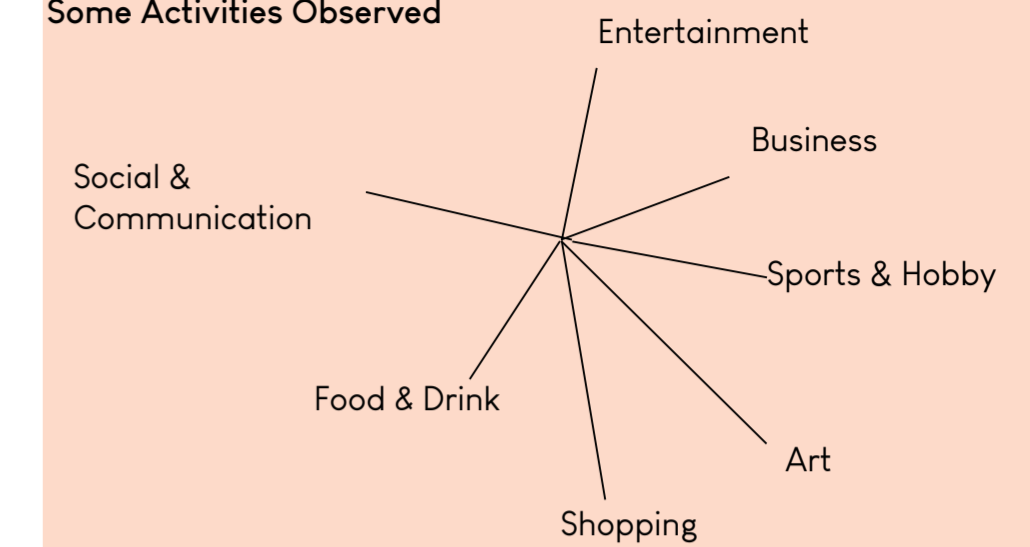 Some Activities Observed
Entertainment
Business
Social &
Communication
Sports & Hobby
Food & Drink
Art
Shopping